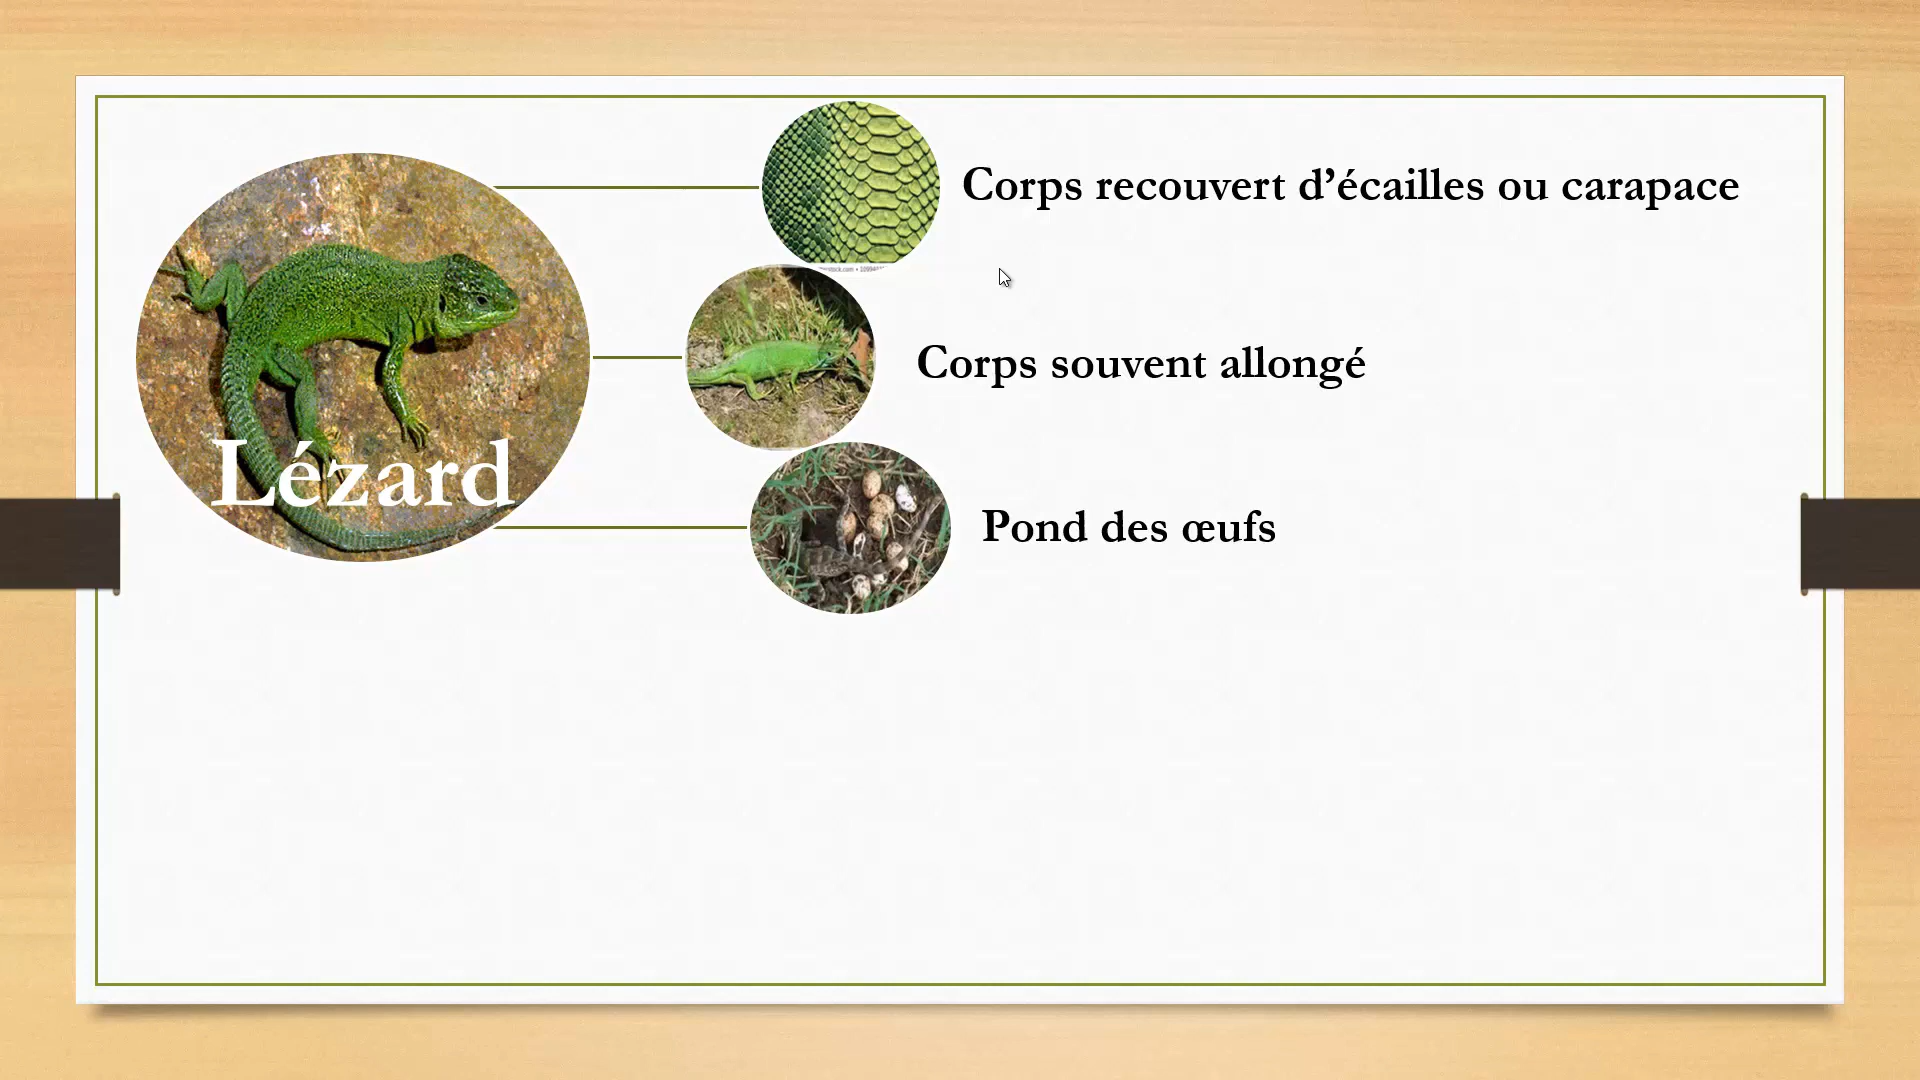 Corps recouvert d’écailles ou carapace
Corps souvent allongé
Lézard
Pond des œufs